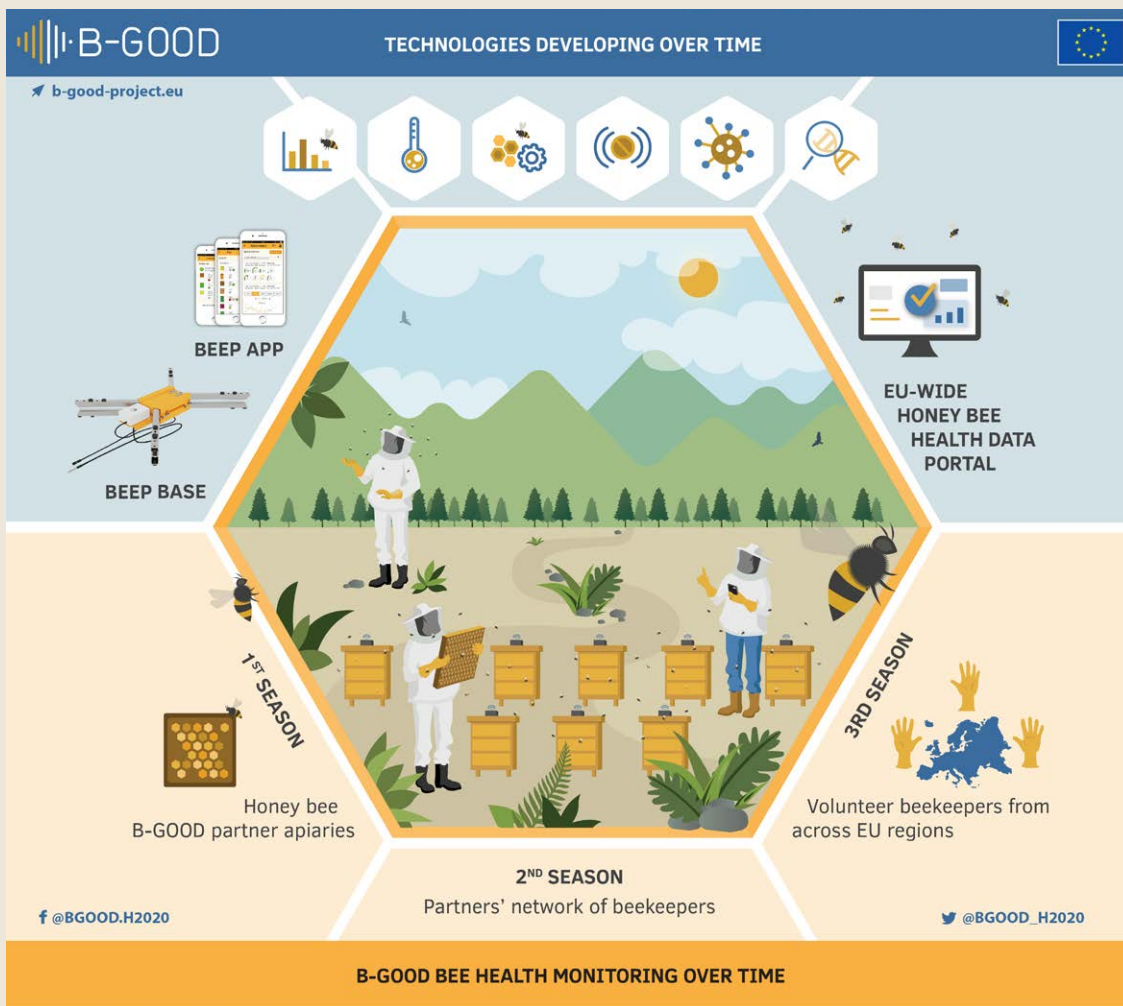 B-GOOD
TECHNOLOGIES DEVELOPING OVER TIME
b-good-project.eu
BEEP APP
BEEP BASE
EU-WIDE
HONEY BEE
HEALTH DATA
PORTAL
1ST SEASON
Honey bee
B-GOOD partner apiaries
2ND SEASON
Partners' network of beekeepers
3RD SEASON
Volunteer beekeepers from
across EU regions
@BGOOD.H2020
@BGOOD_H2020
B-GOOD BEE HEALTH MONITORING OVER TIME